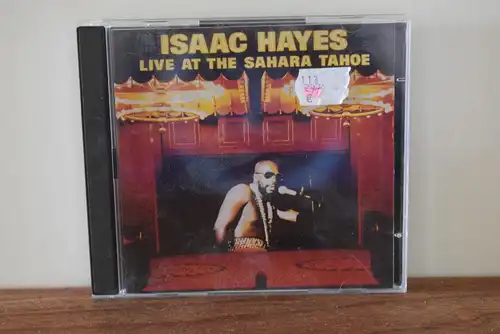 ISAAC HAYES
LIVE AT THE SAHARA TAHOE